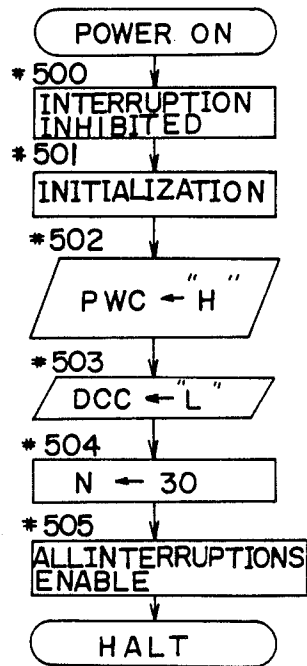 POWER ON
*500
INTERRUPTION
INHIBITED
*501
INITIALIZATION
*502
PWC ← "H"
*503
DCC ← "L"
*504
N ← 30
*505
ALLINTERRUPTIONS
ENABLE
HALT